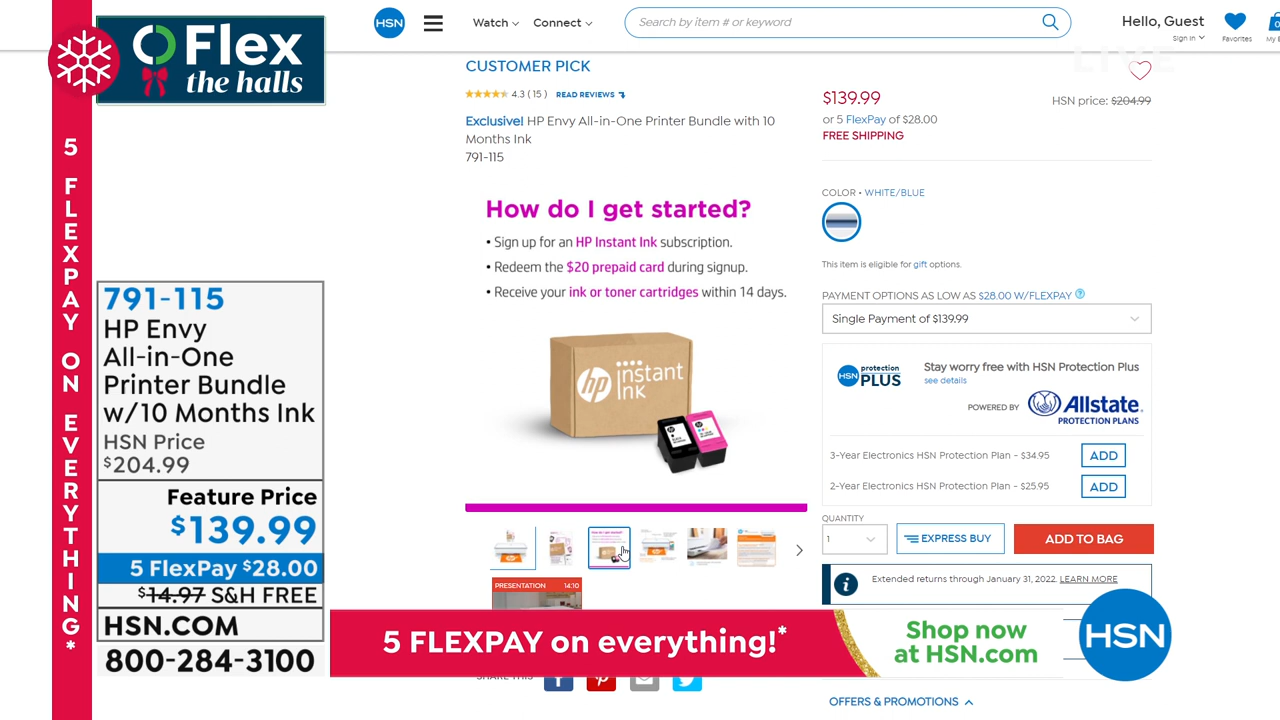 Flex
the halls
5 FLEXPAY ON EVERYTHING*
791-115
HP Envy
All-in-One
Printer Bundle
w/10 Months Ink
HSN Price
$204.99
Feature Price
$139.99
5 FlexPay $28.00
$14.97 S&H FREE
HSN.COM
800-284-3100
HSN
Watch
Connect
Search by item # or keyword
Hello, Guest
Sign In
Favorites
LIVE
CUSTOMER PICK
4.3 ( 15 ) READ REVIEWS
Exclusive! HP Envy All-in-One Printer Bundle with 10
Months Ink
791-115
How do I get started?
• Sign up for an HP Instant Ink subscription.
• Redeem the $20 prepaid card during signup.
• Receive your ink or toner cartridges within 14 days.
hp instant
ink
PRESENTATION 14:10
SHARE THIS
$139.99
HSN price: $204.99
or 5 FlexPay of $28.00
FREE SHIPPING
COLOR • WHITE/BLUE
This item is eligible for gift options.
PAYMENT OPTIONS AS LOW AS $28.00 W/FLEXPAY
Single Payment of $139.99
HSN protection
PLUS
Stay worry free with HSN Protection Plus
see details
POWERED BY Allstate.
PROTECTION PLANS
3-Year Electronics HSN Protection Plan - $34.95 ADD
2-Year Electronics HSN Protection Plan - $25.95 ADD
QUANTITY
1
EXPRESS BUY
ADD TO BAG
Extended returns through January 31, 2022. LEARN MORE
5 FLEXPAY on everything!*
Shop now
at HSN.com
HSN
OFFERS & PROMOTIONS